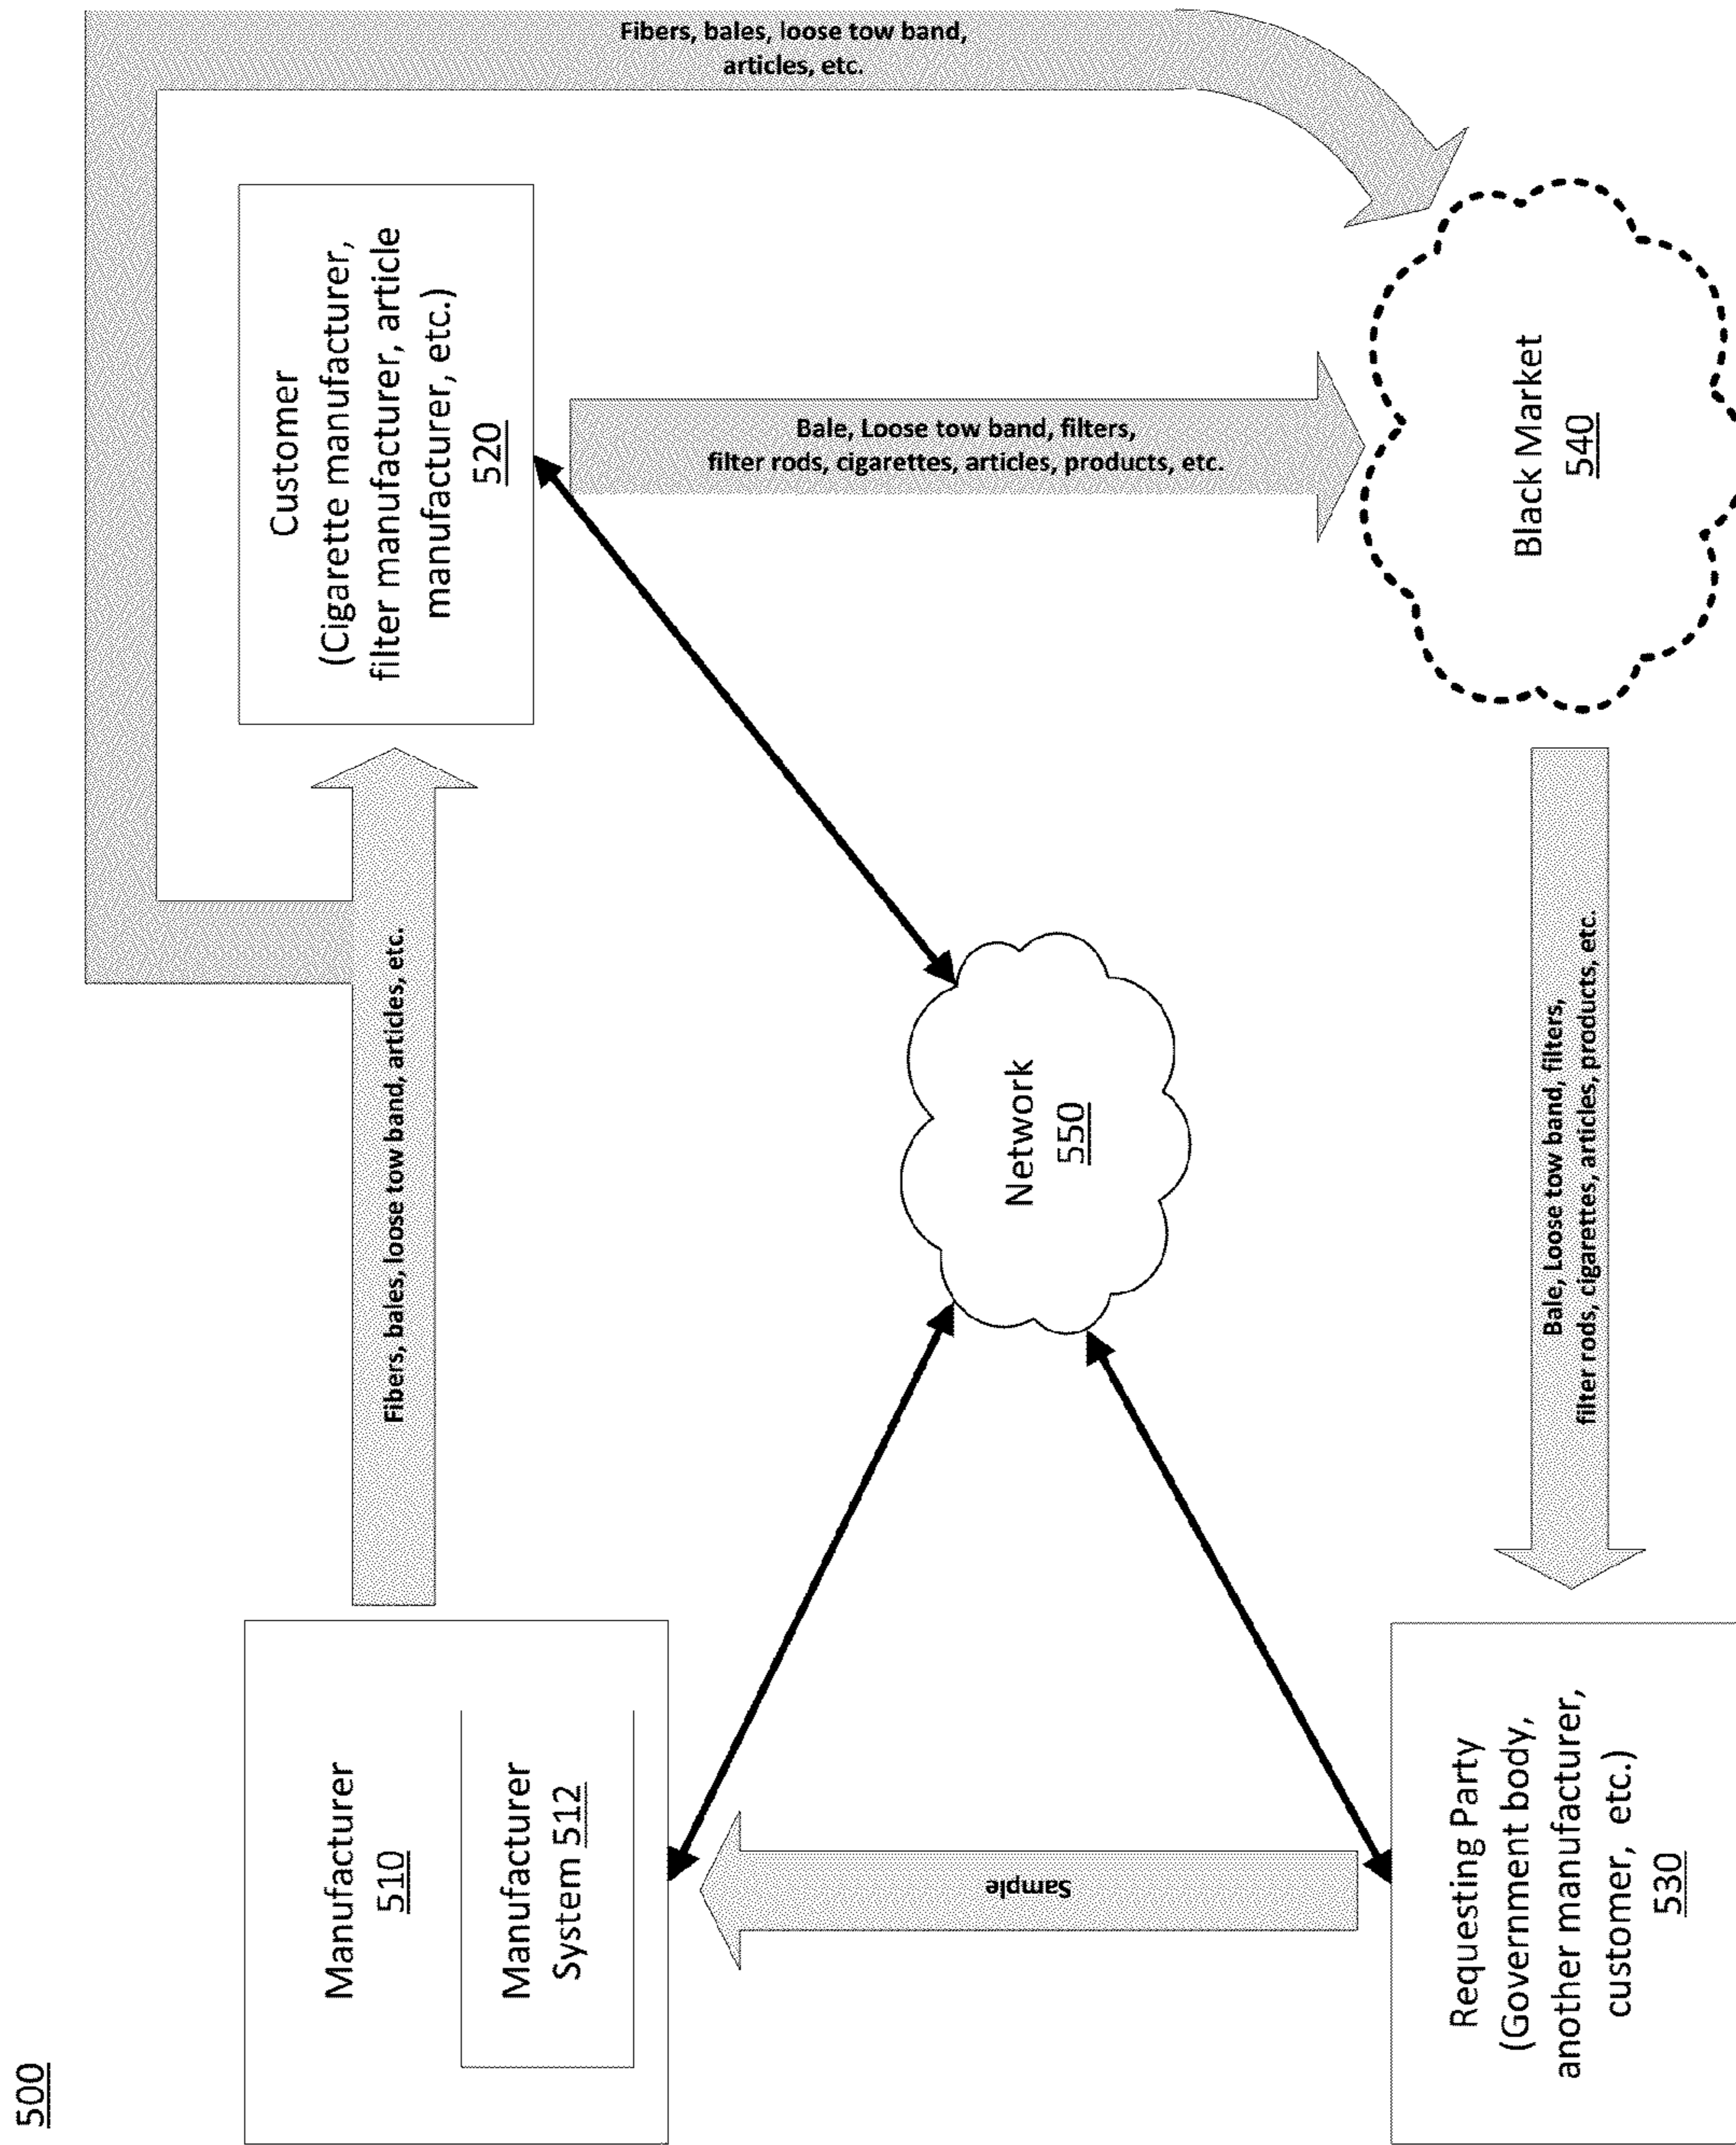 500
Manufacturer
510
Manufacturer
System 512
Fibers, bales, loose tow band, articles, etc.
Fibers, bales, loose tow band,
articles, etc.
Customer
(Cigarette manufacturer,
filter manufacturer, article
manufacturer, etc.)
520
Bale, Loose tow band, filters,
filter rods, cigarettes, articles, products, etc.
Network
550
Sample
Requesting Party
(Government body,
another manufacturer,
customer, etc.)
530
Bale, Loose tow band, filters,
filter rods, cigarettes, articles, products, etc.
Black Market
540